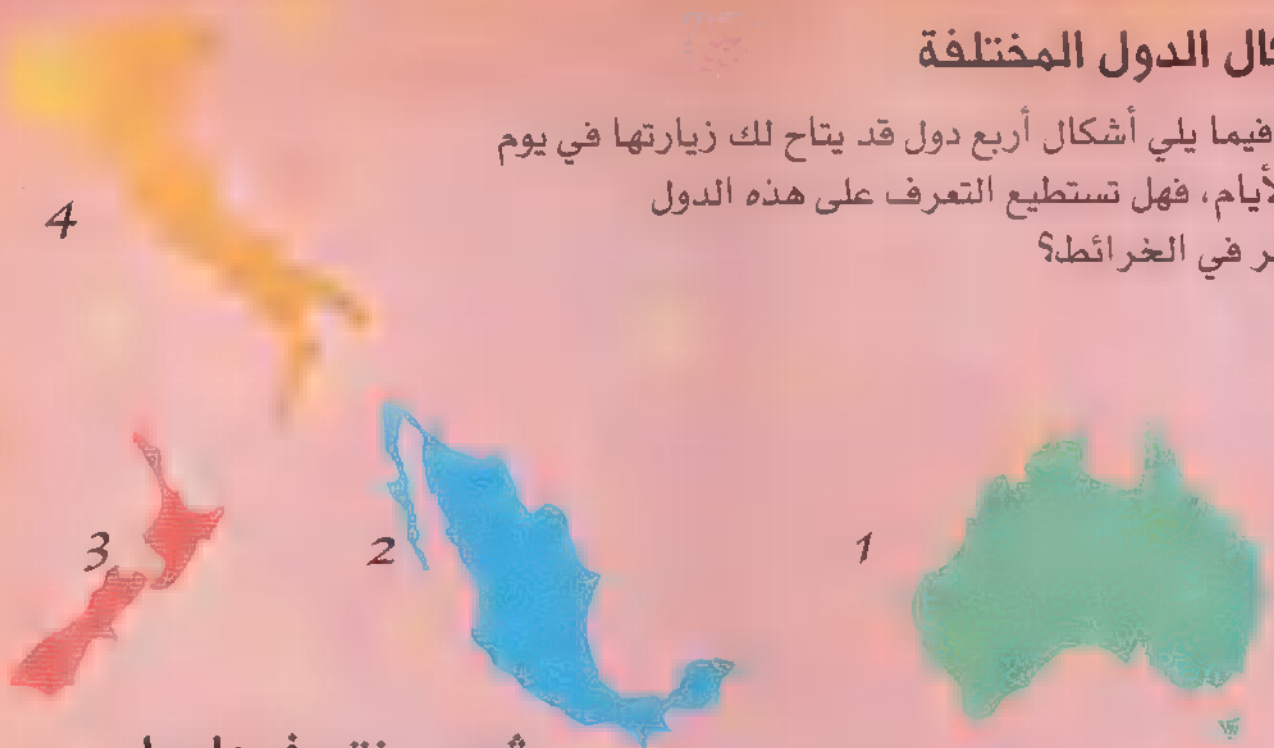 كال الدول المختلفة
فيما يلي أشكال أربع دول قد يتاح لك زيارتها في يوم
لأيام، فهل تستطيع التعرف على هذه الدول
ر في الخرائط؟
4
3
2
1